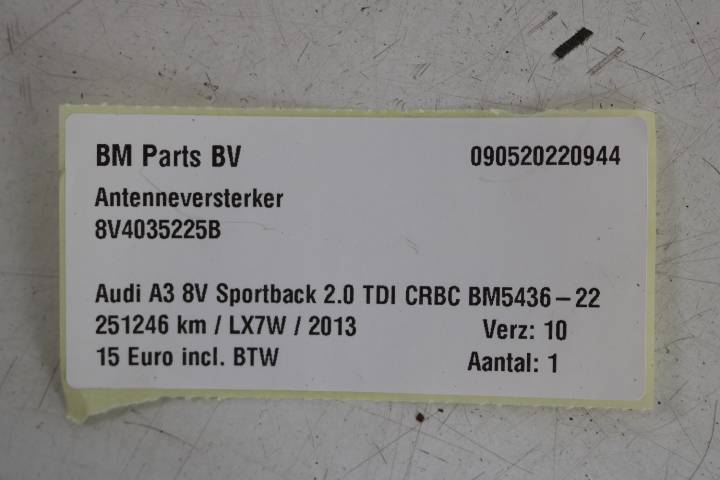 BM Parts BV 090520220944
Antenneversterker
8V4035225B
Audi A3 8V Sportback 2.0 TDI CRBC BM5436-22
251246 km / LX7W / 2013 Verz: 10
15 Euro incl. BTW Aantal: 1